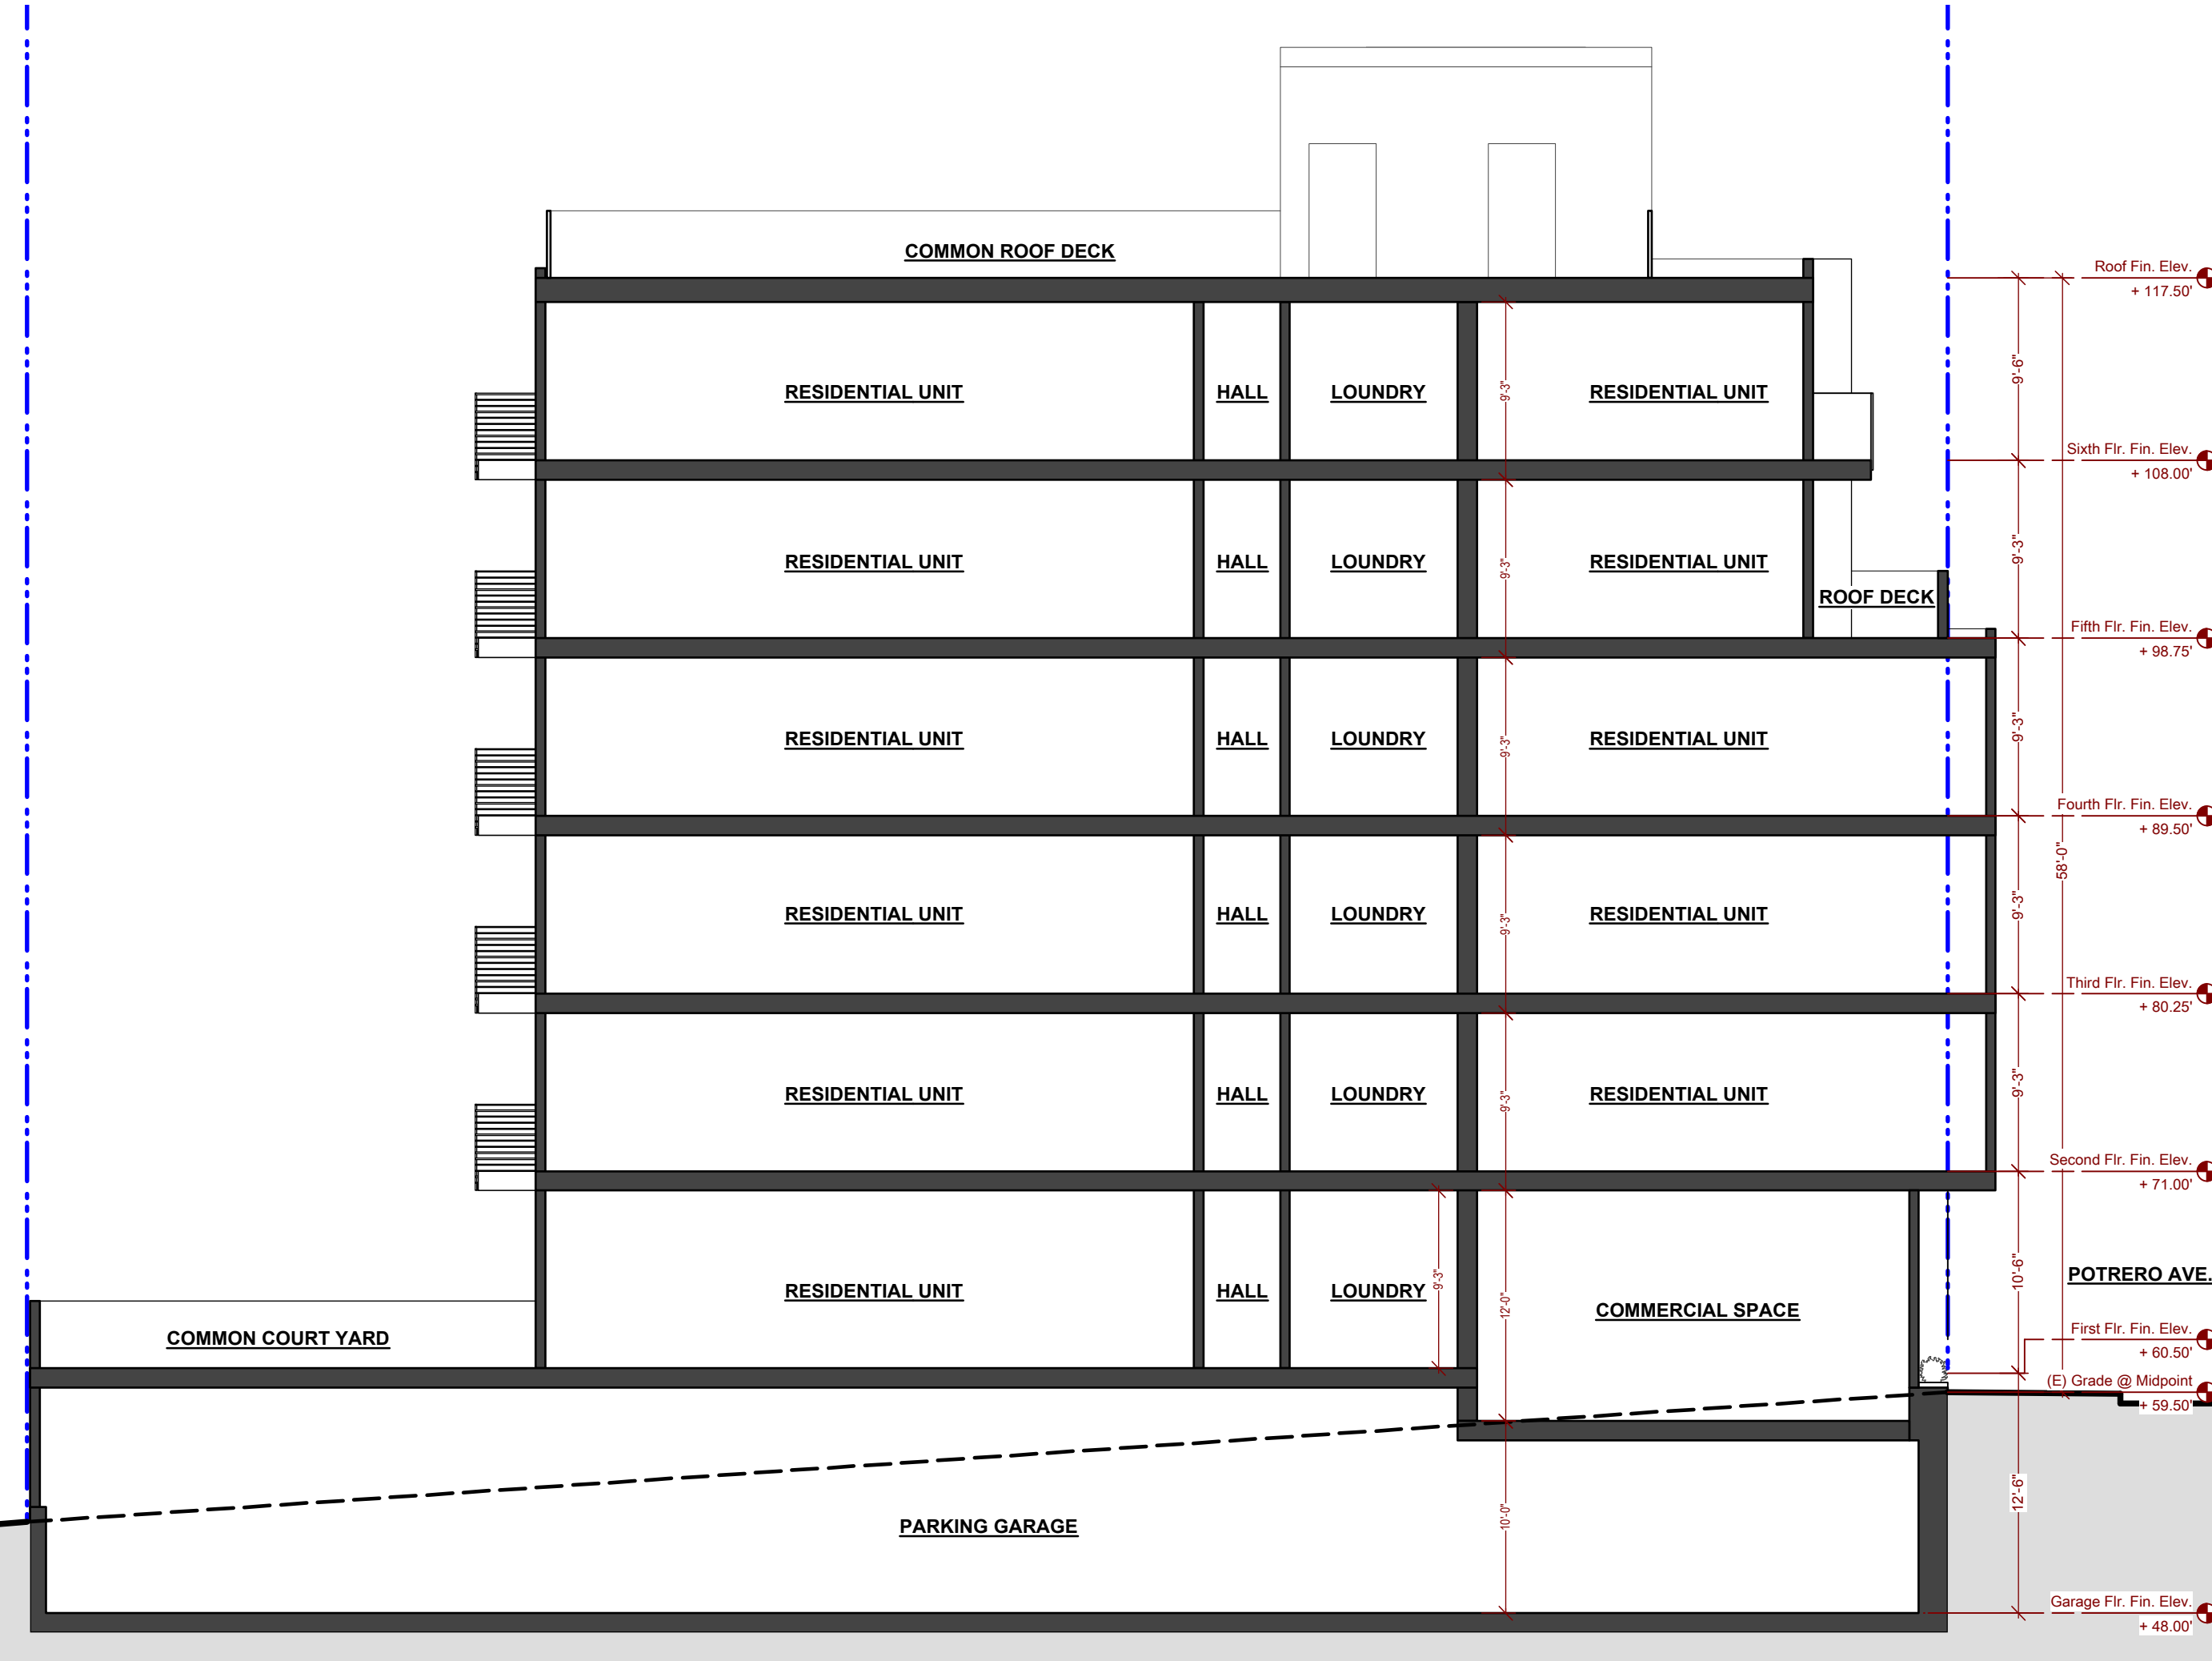 COMMON ROOF DECK
Roof Fin. Elev.
+ 117.50'
9'-6"
RESIDENTIAL UNIT
HALL
LOUNDRY
9'-3"
RESIDENTIAL UNIT
Sixth Flr. Fin. Elev.
+ 108.00'
9'-3"
RESIDENTIAL UNIT
HALL
LOUNDRY
9'-3"
RESIDENTIAL UNIT
ROOF DECK
Fifth Flr. Fin. Elev.
+ 98.75'
9'-3"
RESIDENTIAL UNIT
HALL
LOUNDRY
9'-3"
RESIDENTIAL UNIT
Fourth Flr. Fin. Elev.
+ 89.50'
58'-0"
9'-3"
RESIDENTIAL UNIT
HALL
LOUNDRY
9'-3"
RESIDENTIAL UNIT
Third Flr. Fin. Elev.
+ 80.25'
9'-3"
RESIDENTIAL UNIT
HALL
LOUNDRY
9'-3"
RESIDENTIAL UNIT
Second Flr. Fin. Elev.
+ 71.00'
10'-6"
POTRERO AVE.
RESIDENTIAL UNIT
HALL
LOUNDRY
9'-3"
12'-0"
COMMERCIAL SPACE
COMMON COURT YARD
First Flr. Fin. Elev.
+ 60.50'
(E) Grade @ Midpoint
+ 59.50'
12'-6"
10'-0"
PARKING GARAGE
Garage Flr. Fin. Elev.
+ 48.00'